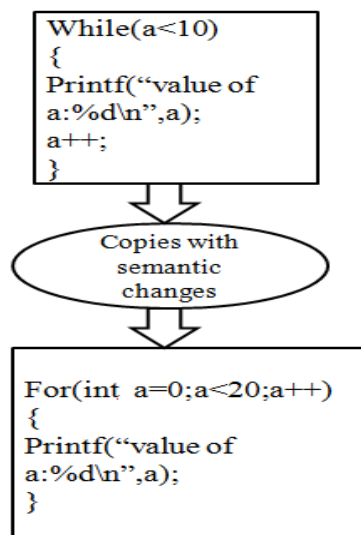 While(a<10)
{
Printf(“value of
a:%d\n”,a);
a++;
}
Copies with
semantic
changes
For(int a=0;a<20;a++)
{
Printf(“value of
a:%d\n”,a);
}